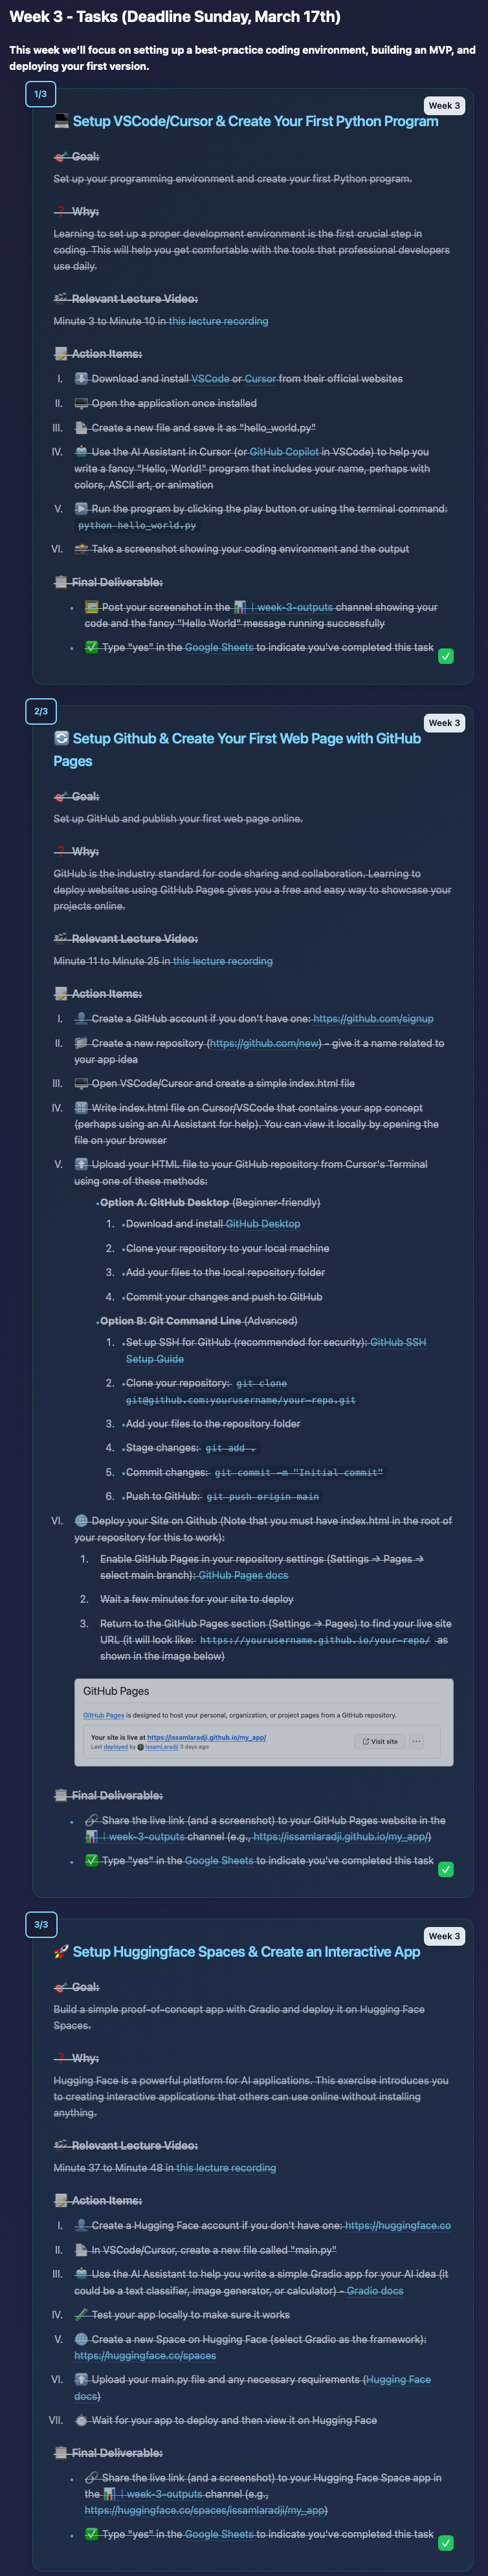 Week 3 - Tasks (Deadline Sunday, March 17th)
This week we'll focus on setting up a best-practice coding environment, building an MVP, and
deploying your first version.
1/3
Week 3
Setup VSCode/Cursor & Create Your First Python Program
Goal:
Set up your programming environment and create your first Python program.
Why:
Learning to set up a proper development environment is the first crucial step in
coding. This will help you get comfortable with the tools that professional developers
use daily.
Relevant Lecture Video:
Minute 3 to Minute 10 in this lecture recording
Action Items:
I. Download and install VSCode or Cursor from their official websites
II. Open the application once installed
III. Create a new file and save it as "hello_world.py"
IV. Use the AI Assistant in Cursor (or GitHub Copilot in VSCode) to help you
write a fancy "Hello, World!" program that includes your name, perhaps with
colors, ASCII art, or animation
V. Run the program by clicking the play button or using the terminal command:
python hello_world.py
VI. Take a screenshot showing your coding environment and the output
Final Deliverable:
• Post your screenshot in the | week-3-outputs channel showing your
code and the fancy "Hello World" message running successfully
• Type "yes" in the Google Sheets to indicate you've completed this task
2/3
Week 3
Setup Github & Create Your First Web Page with GitHub
Pages
Goal:
Set up GitHub and publish your first web page online.
Why:
GitHub is the industry standard for code sharing and collaboration. Learning to
deploy websites using GitHub Pages gives you a free and easy way to showcase your
projects online.
Relevant Lecture Video:
Minute 11 to Minute 25 in this lecture recording
Action Items:
I. Create a GitHub account if you don't have one: https://github.com/signup
II. Create a new repository (https://github.com/new) - give it a name related to
your app idea
III. Open VSCode/Cursor and create a simple index.html file
IV. Write index.html file on Cursor/VSCode that contains your app concept
(perhaps using an AI Assistant for help). You can view it locally by opening the
file on your browser
V. Upload your HTML file to your GitHub repository from Cursor's Terminal
using one of these methods:
• Option A: GitHub Desktop (Beginner-friendly)
1. • Download and install GitHub Desktop
2. • Clone your repository to your local machine
3. • Add your files to the local repository folder
4. • Commit your changes and push to GitHub
• Option B: Git Command Line (Advanced)
1. • Set up SSH for GitHub (recommended for security): GitHub SSH
Setup Guide
2. • Clone your repository: git clone
git@github.com:yourusername/your-repo.git
3. • Add your files to the repository folder
4. • Stage changes: git add .
5. • Commit changes: git commit -m "Initial commit"
6. • Push to GitHub: git push origin main
VI. Deploy your Site on Github (Note that you must have index.html in the root of
your repository for this to work):
1. Enable GitHub Pages in your repository settings (Settings → Pages →
select main branch): GitHub Pages docs
2. Wait a few minutes for your site to deploy
3. Return to the GitHub Pages section (Settings → Pages) to find your live site
URL (it will look like: https://yourusername.github.io/your-repo/ as
shown in the image below)
GitHub Pages
GitHub Pages is designed to host your personal, organization, or project pages from a GitHub repository.
Your site is live at https://issamlaradji.github.io/my_app/
Last deployed by IssamLaradji 3 days ago
Visit site
Final Deliverable:
• Share the live link (and a screenshot) to your GitHub Pages website in the
| week-3-outputs channel (e.g., https://issamlaradji.github.io/my_app/)
• Type "yes" in the Google Sheets to indicate you've completed this task
3/3
Week 3
Setup Huggingface Spaces & Create an Interactive App
Goal:
Build a simple proof-of-concept app with Gradio and deploy it on Hugging Face
Spaces.
Why:
Hugging Face is a powerful platform for AI applications. This exercise introduces you
to creating interactive applications that others can use online without installing
anything.
Relevant Lecture Video:
Minute 37 to Minute 48 in this lecture recording
Action Items:
I. Create a Hugging Face account if you don't have one: https://huggingface.co
II. In VSCode/Cursor, create a new file called "main.py"
III. Use the AI Assistant to help you write a simple Gradio app for your AI idea (it
could be a text classifier, image generator, or calculator) - Gradio docs
IV. Test your app locally to make sure it works
V. Create a new Space on Hugging Face (select Gradio as the framework):
https://huggingface.co/spaces
VI. Upload your main.py file and any necessary requirements (Hugging Face
docs)
VII. Wait for your app to deploy and then view it on Hugging Face
Final Deliverable:
• Share the live link (and a screenshot) to your Hugging Face Space app in
the | week-3-outputs channel (e.g.,
https://huggingface.co/spaces/issamlaradji/my_app)
• Type "yes" in the Google Sheets to indicate you've completed this task